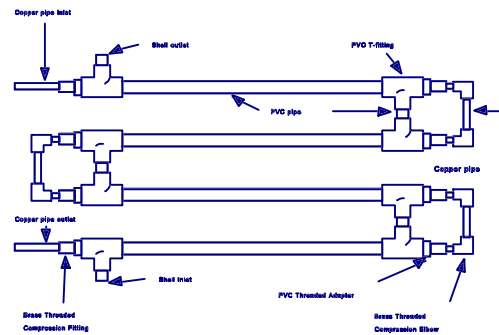 Copper pipe inlet
Shell outlet
PVC T-fitting
PVC pipe
Copper pipe
Copper pipe outlet
Shell inlet
PVC Threaded Adapter
Brass Threaded
Compression Fitting
Brass Threaded
Compression Elbow